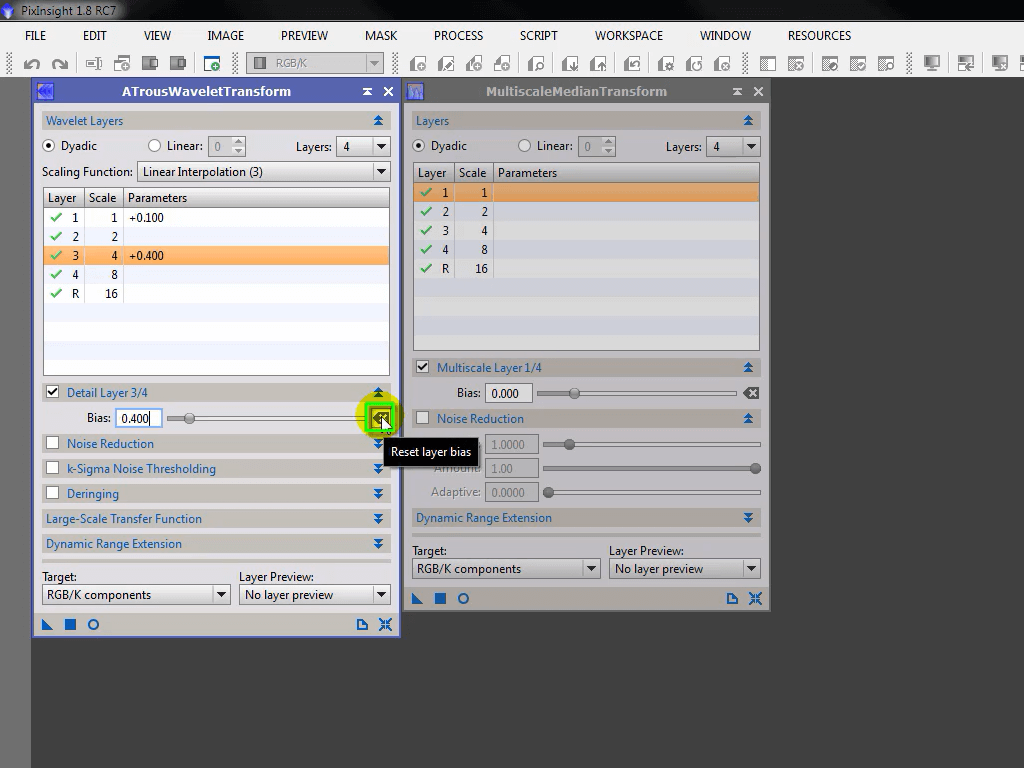 PixInsight 1.8 RC7
FILE EDIT VIEW IMAGE PREVIEW MASK PROCESS SCRIPT WORKSPACE WINDOW RESOURCES
RGB/K
ATrousWaveletTransform
Wavelet Layers
Dyadic Linear: 0 Layers: 4
Scaling Function: Linear Interpolation (3)
Layer Scale Parameters
1 1 +0.100
2 2
3 4 +0.400
4 8
R 16
Detail Layer 3/4
Bias: 0.400
Noise Reduction
k-Sigma Noise Thresholding
Deringing
Large-Scale Transfer Function
Dynamic Range Extension
Target: Layer Preview:
RGB/K components No layer preview
Reset layer bias
MultiscaleMedianTransform
Layers
Dyadic Linear: 0 Layers: 4
Layer Scale Parameters
1 1
2 2
3 4
4 8
R 16
Multiscale Layer 1/4
Bias: 0.000
Noise Reduction
1.0000
Amount: 1.00
Adaptive: 0.0000
Dynamic Range Extension
Target: Layer Preview:
RGB/K components No layer preview